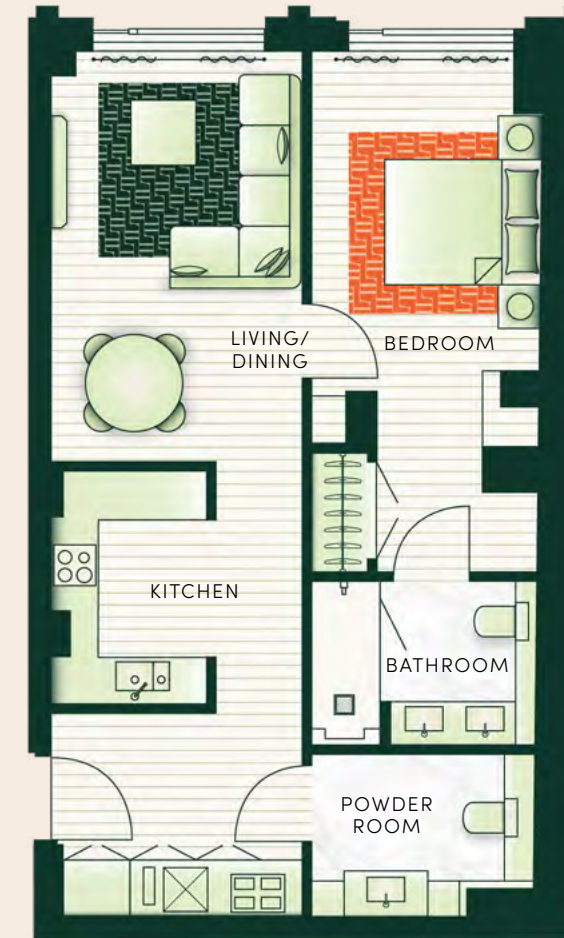 LIVING/
DINING
BEDROOM
KITCHEN
BATHROOM
POWDER
ROOM